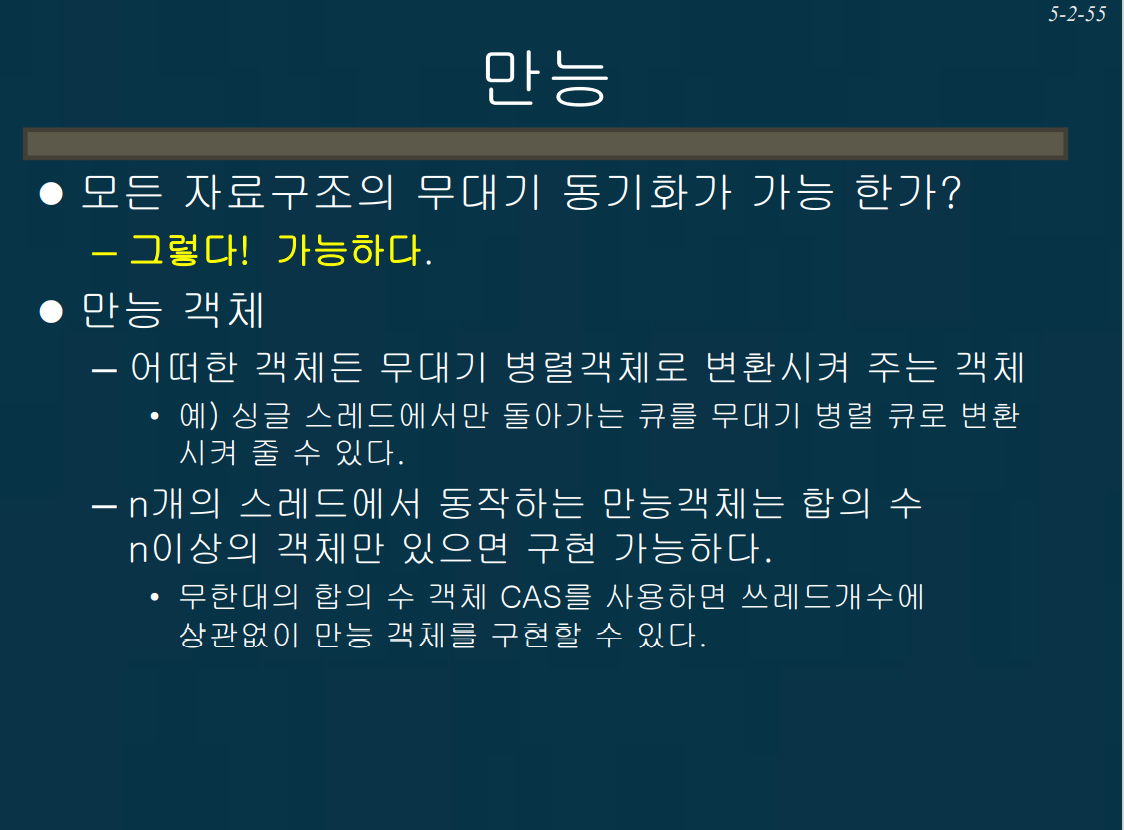 5-2-55
만능
● 모든 자료구조의 무대기 동기화가 가능 한가?
– 그렇다! 가능하다.
● 만능 객체
– 어떠한 객체든 무대기 병렬객체로 변환시켜 주는 객체
• 예) 싱글 스레드에서만 돌아가는 큐를 무대기 병렬 큐로 변환
시켜 줄 수 있다.
– n개의 스레드에서 동작하는 만능객체는 합의 수
n이상의 객체만 있으면 구현 가능하다.
• 무한대의 합의 수 객체 CAS를 사용하면 쓰레드개수에
상관없이 만능 객체를 구현할 수 있다.